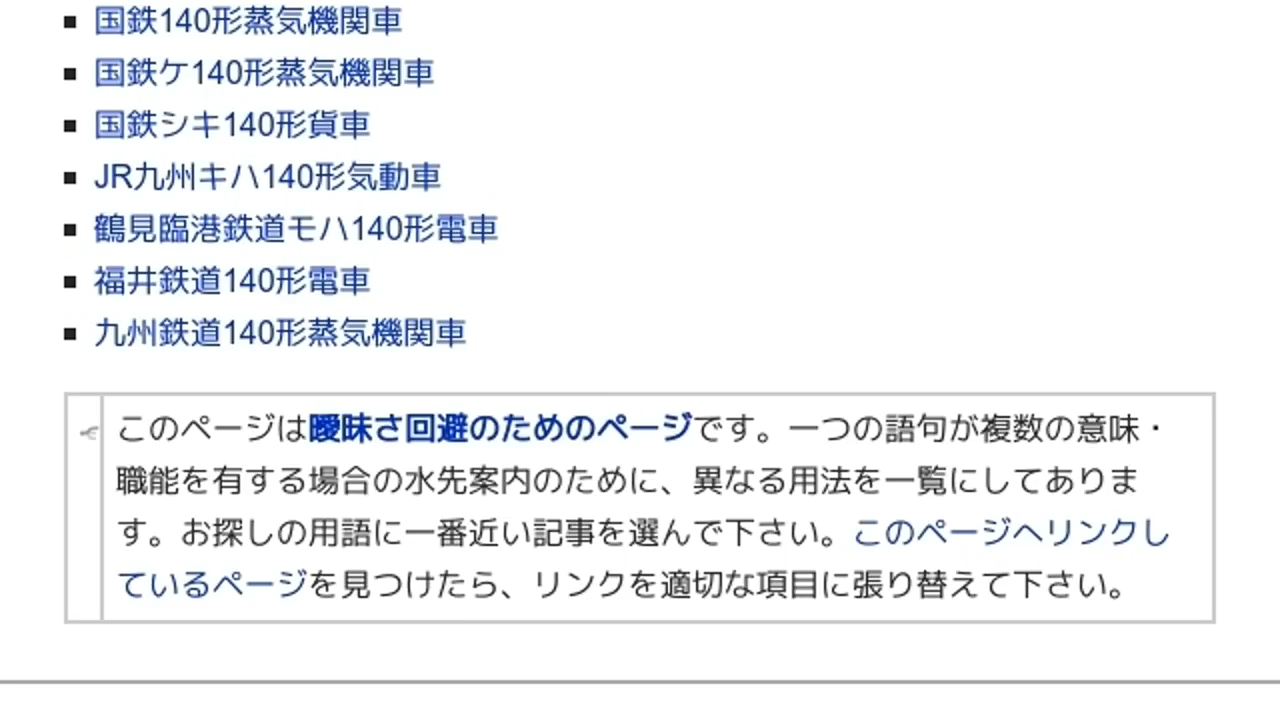 国鉄140形蒸気機関車
国鉄ケ140形蒸気機関車
国鉄シキ140形貨車
JR九州キハ140形気動車
鶴見臨港鉄道モハ140形電車
福井鉄道140形電車
九州鉄道140形蒸気機関車
このページは曖昧さ回避のためのページです。一つの語句が複数の意味・
職能を有する場合の水先案内のために、異なる用法を一覧にしてありま
す。お探しの用語に一番近い記事を選んで下さい。このページへリンクし
ているページを見つけたら、リンクを適切な項目に張り替えて下さい。